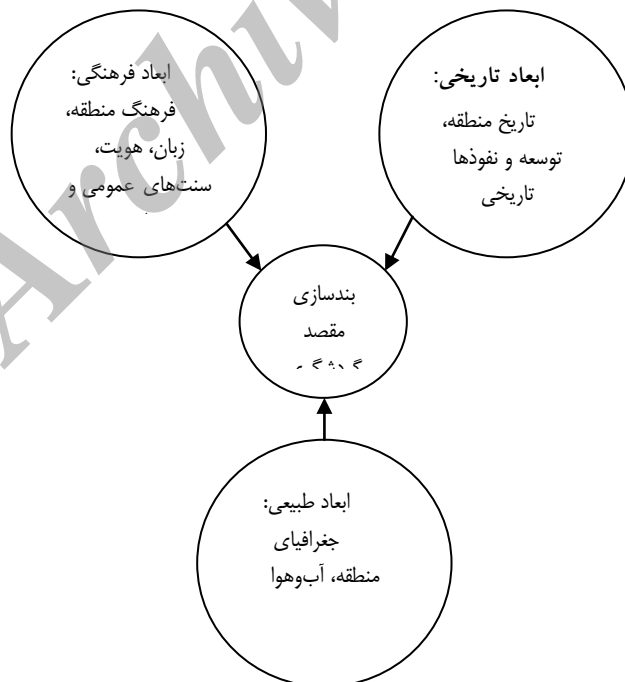 ابعاد تاریخی:
تاریخ منطقه،
توسعه و نفوذها
تاریخی
ابعاد فرهنگی:
فرهنگ منطقه،
زبان، هویت،
سنت‌های عمومی و
بندسازی
مقصد
ابعاد طبیعی:
جغرافیای
منطقه، آب‌وهوا
Archiv